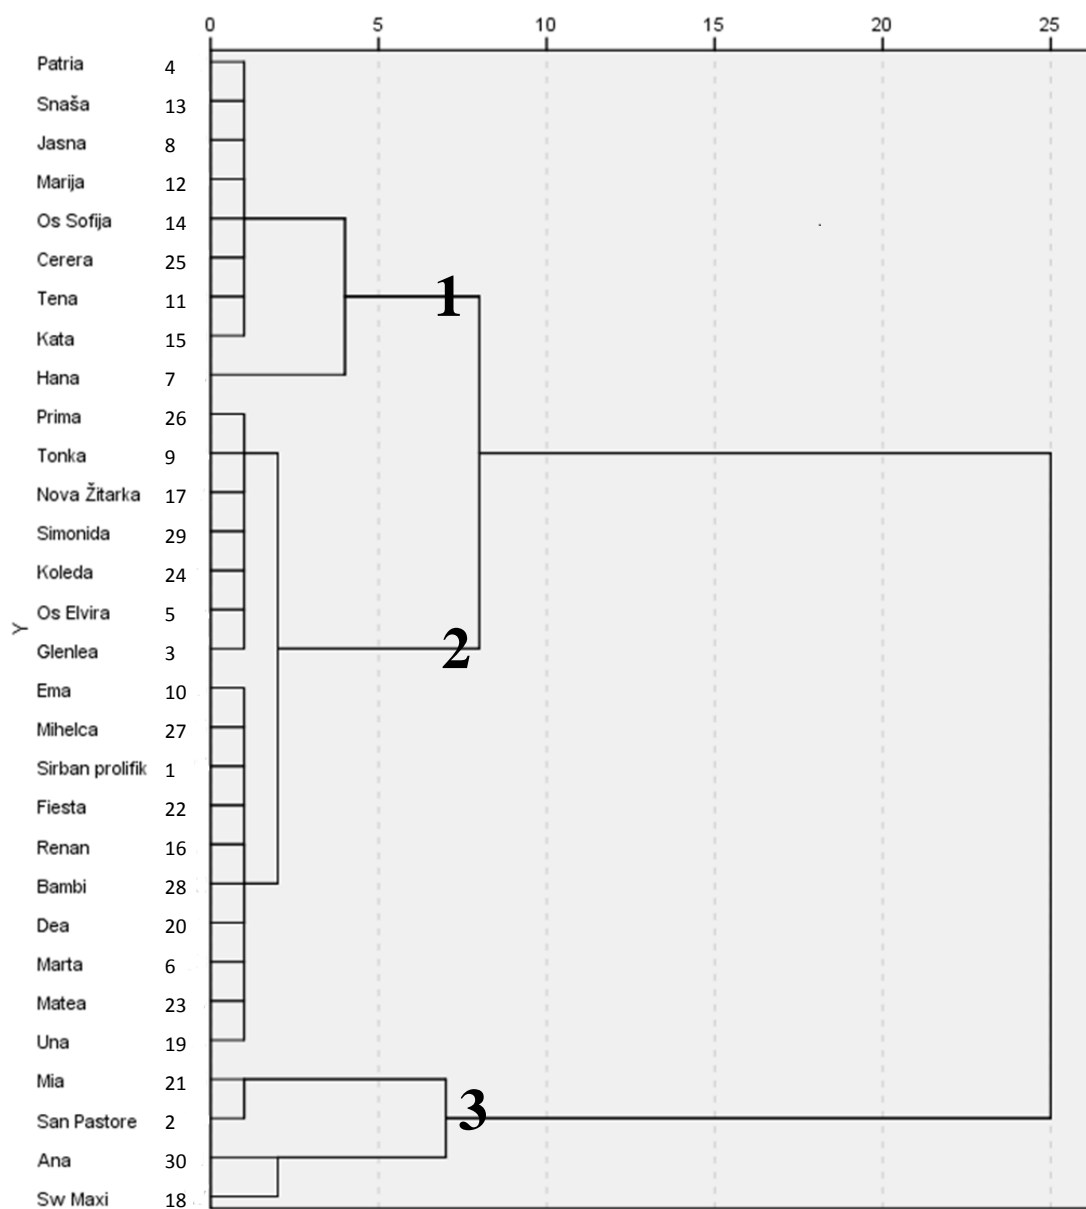 0 5 10 15 20 25
Patria 4
Snaša 13
Jasna 8
Marija 12
Os Sofija 14
Cerera 25
1
Tena 11
Kata 15
Hana 7
Prima 26
Tonka 9
Nova Žitarka 17
Simonida 29
Koleda 24
Os Elvira 5
Y
Glenlea 3
2
Ema 10
Mihelca 27
Sirban prolifik 1
Fiesta 22
Renan 16
Bambi 28
Dea 20
Marta 6
Matea 23
Una 19
Mia 21
3
San Pastore 2
Ana 30
Sw Maxi 18